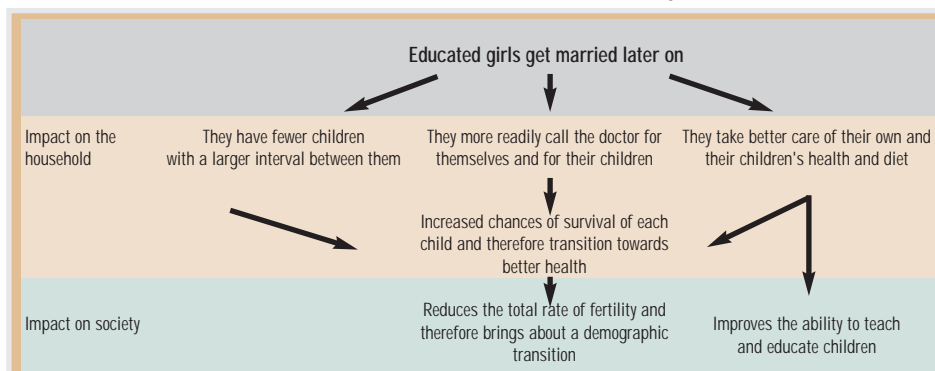 Educated girls get married later on
Impact on the
household
They have fewer children
with a larger interval between them
They more readily call the doctor for
themselves and for their children
They take better care of their own and
their children's health and diet
Increased chances of survival of each
child and therefore transition towards
better health
Impact on society
Reduces the total rate of fertility and
therefore brings about a demographic
transition
Improves the ability to teach
and educate children